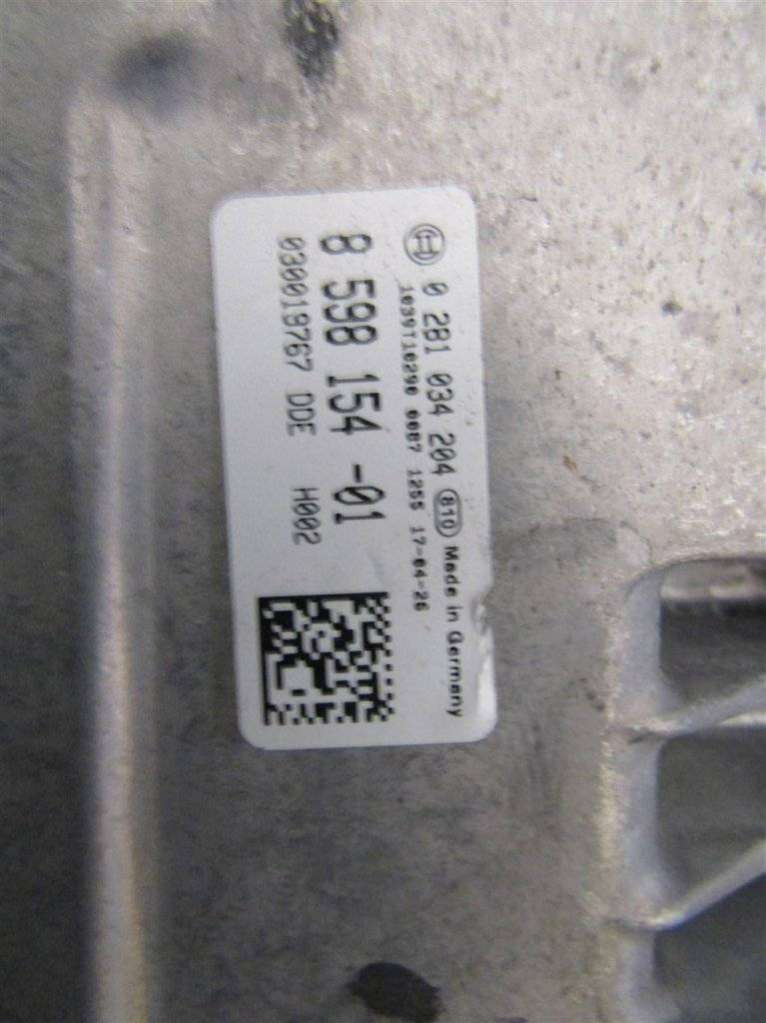 0 281 034 204 810 Made in Germany
1039T16290 0087 1255 17-04-26
8 598 154 -01
030019767 DDE H002